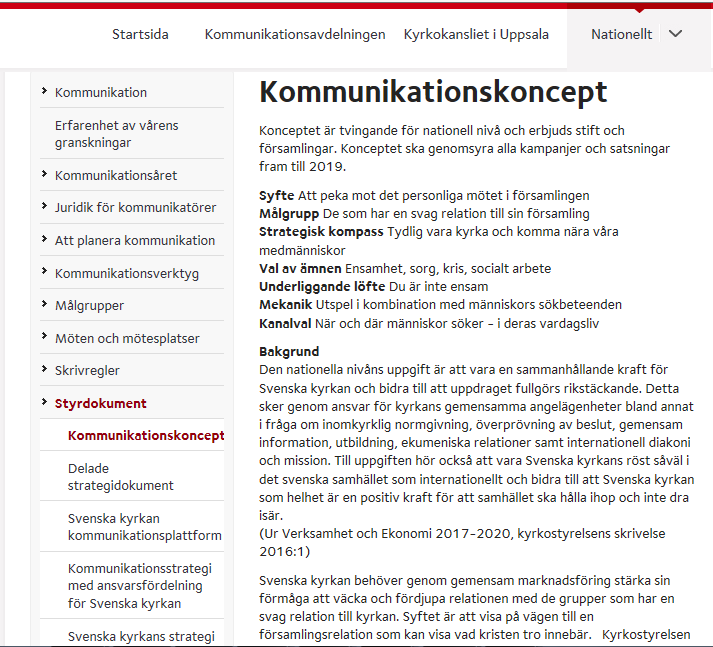 Startsida Kommunikationsavdelningen Kyrkokansliet i Uppsala Nationellt
Kommunikation
Erfarenhet av vårens
granskningar
Kommunikationsåret
Juridik för kommunikatörer
Att planera kommunikation
Kommunikationsverktyg
Målgrupper
Möten och mötesplatser
Skrivregler
Styrdokument
Kommunikationskoncept
Delade
strategidokument
Svenska kyrkan
kommunikationsplattform
Kommunikationsstrategi
med ansvarsfördelning
för Svenska kyrkan
Svenska kyrkans strategi
Kommunikationskoncept
Konceptet är tvingande för nationell nivå och erbjuds stift och
församlingar. Konceptet ska genomsyra alla kampanjer och satsningar
fram till 2019.
Syfte Att peka mot det personliga mötet i församlingen
Målgrupp De som har en svag relation till sin församling
Strategisk kompass Tydlig vara kyrka och komma nära våra
medmänniskor
Val av ämnen Ensamhet, sorg, kris, socialt arbete
Underliggande löfte Du är inte ensam
Mekanik Utspel i kombination med människors sökbeteenden
Kanalval När och där människor söker – i deras vardagsliv
Bakgrund
Den nationella nivåns uppgift är att vara en sammanhållande kraft för
Svenska kyrkan och bidra till att uppdraget fullgörs rikstäckande. Detta
sker genom ansvar för kyrkans gemensamma angelägenheter bland annat
i fråga om inomkyrklig normgivning, överprövning av beslut, gemensam
information, utbildning, ekumeniska relationer samt internationell diakoni
och mission. Till uppgiften hör också att vara Svenska kyrkans röst såväl i
det svenska samhället som internationellt och bidra till att Svenska kyrkan
som helhet är en positiv kraft för att samhället ska hålla ihop och inte dra
isär.
(Ur Verksamhet och Ekonomi 2017-2020, kyrkostyrelsens skrivelse
2016:1)
Svenska kyrkan behöver genom gemensam marknadsföring stärka sin
förmåga att väcka och fördjupa relationen med de grupper som har en
svag relation till kyrkan. Syftet är att visa på vägen till en
församlingsrelation som kan visa vad kristen tro innebär. Kyrkostyrelsen